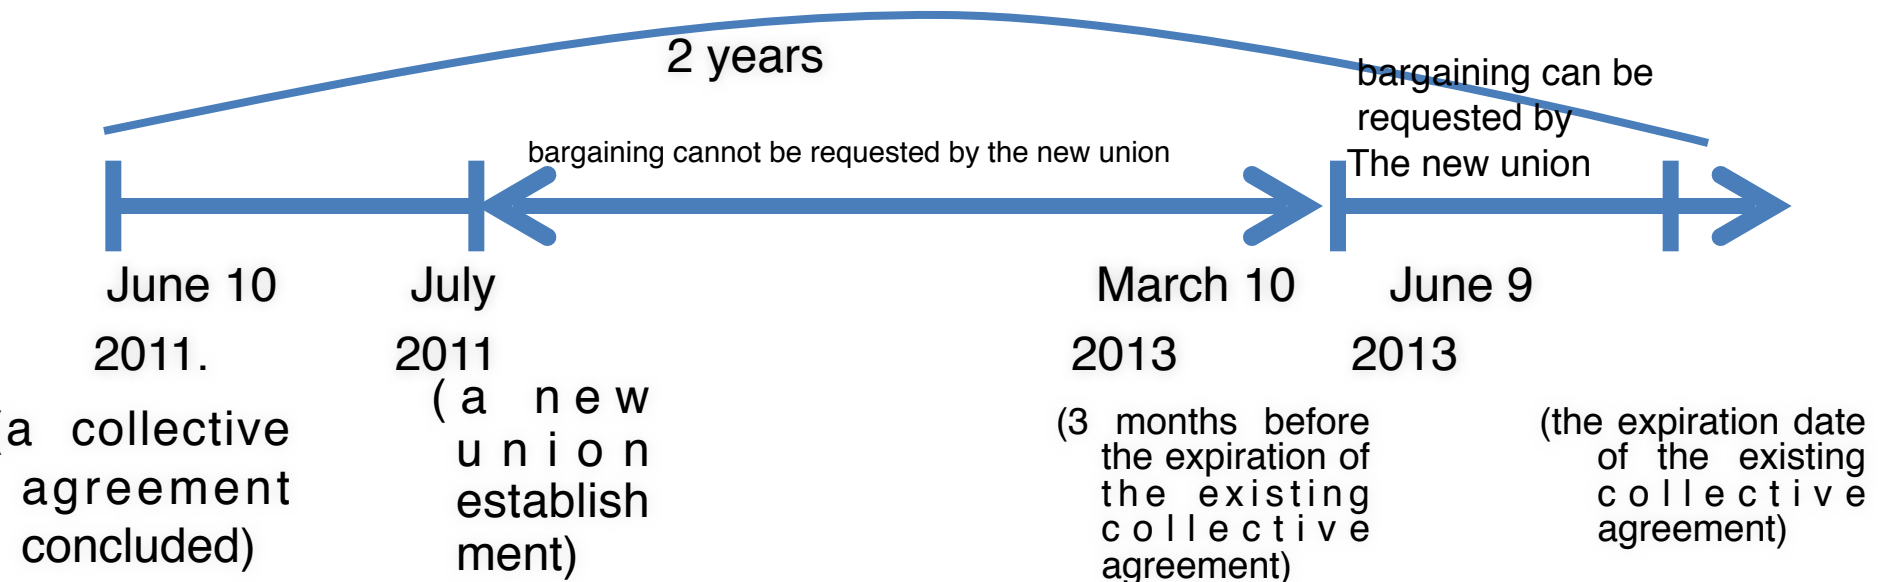 2 years
bargaining can be
requested by
The new union
bargaining cannot be requested by the new union
June 10
2011.
(a collective
agreement
concluded)
July
2011
(a new
union
establish
ment)
March 10
2013
(3 months before
the expiration of
the existing
collective
agreement)
June 9
2013
(the expiration date
of the existing
collective
agreement)